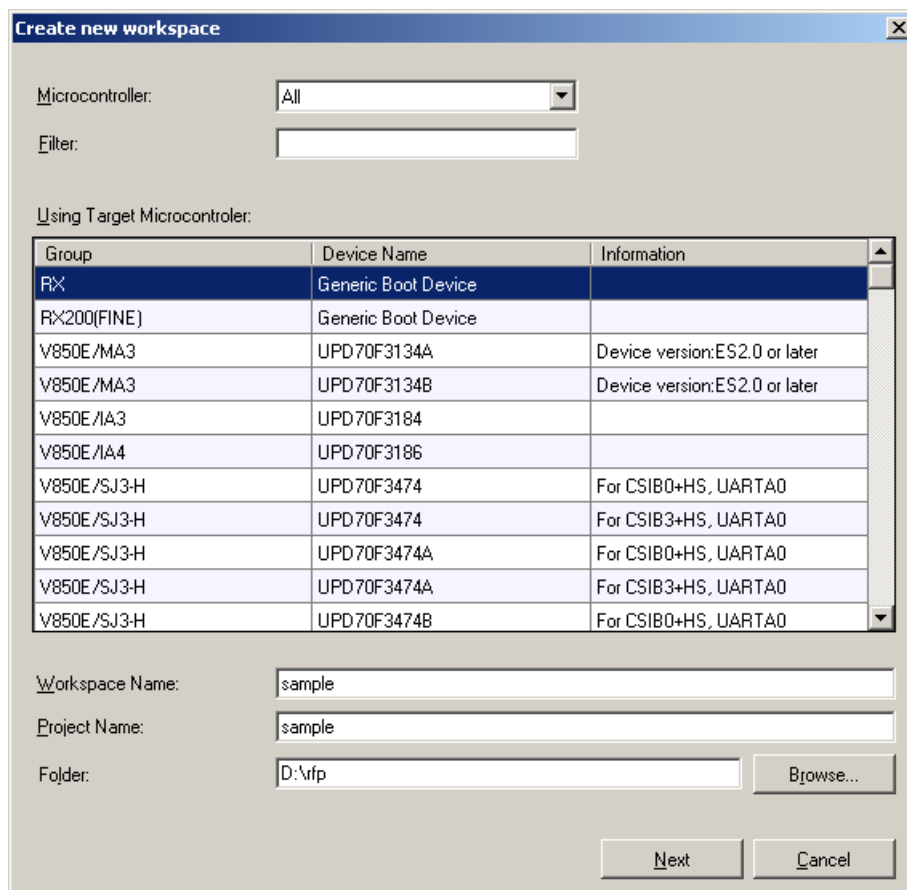 Create new workspace
Microcontroller: All
Filter:
Using Target Microcontroler:
Group Device Name Information
RX Generic Boot Device
RX200(FINE) Generic Boot Device
V850E/MA3 UPD70F3134A Device version:ES2.0 or later
V850E/MA3 UPD70F3134B Device version:ES2.0 or later
V850E/IA3 UPD70F3184
V850E/IA4 UPD70F3186
V850E/SJ3-H UPD70F3474 For CSIB0+HS, UARTA0
V850E/SJ3-H UPD70F3474 For CSIB3+HS, UARTA0
V850E/SJ3-H UPD70F3474A For CSIB0+HS, UARTA0
V850E/SJ3-H UPD70F3474A For CSIB3+HS, UARTA0
V850E/SJ3-H UPD70F3474B For CSIB0+HS, UARTA0
Workspace Name: sample
Project Name: sample
Folder: D:\rfp Browse...
Next Cancel